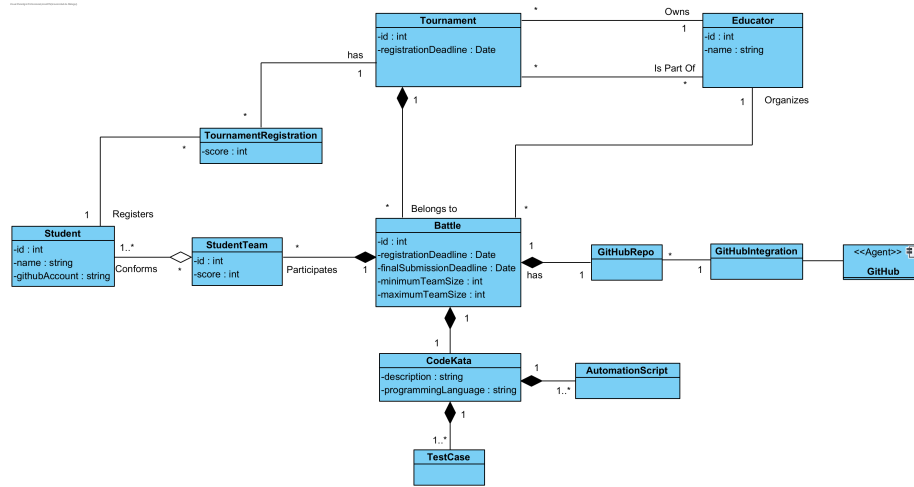 Tournament
-id : int
-registrationDeadline : Date
*
Owns
1
Educator
-id : int
-name : string
has
1
*
Is Part Of
*
1
1
Organizes
*
TournamentRegistration
-score : int
*
*
Belongs to
*
1
Registers
Student
-id : int
-name : string
-githubAccount : string
1..*
Conforms
*
StudentTeam
-id : int
-score : int
*
Participates
1
Battle
-id : int
-registrationDeadline : Date
-finalSubmissionDeadline : Date
-minimumTeamSize : int
-maximumTeamSize : int
1
has
1
GitHubRepo
*
1
GitHubIntegration
<<Agent>>
GitHub
1
1
CodeKata
-description : string
-programmingLanguage : string
1
1..*
AutomationScript
1
1..*
TestCase